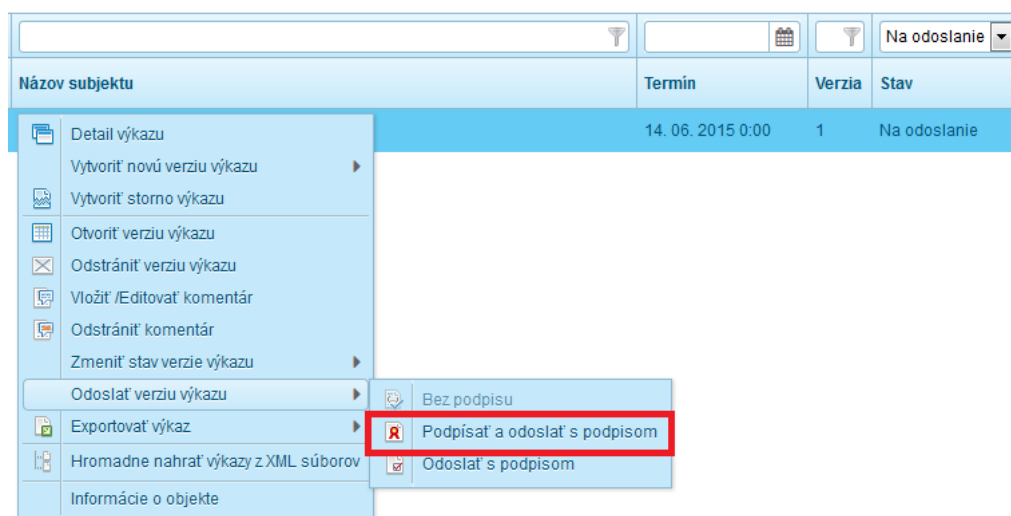 Na odoslanie
Názov subjektu Termín Verzia Stav
14. 06. 2015 0:00 1 Na odoslanie
Detail výkazu
Vytvoriť novú verziu výkazu
Vytvoriť storno výkazu
Otvoriť verziu výkazu
Odstrániť verziu výkazu
Vložiť /Editovať komentár
Odstrániť komentár
Zmeniť stav verzie výkazu
Odoslať verziu výkazu
Bez podpisu
Exportovať výkaz
Podpísať a odoslať s podpisom
Hromadne nahrať výkazy z XML súborov
Odoslať s podpisom
Informácie o objekte